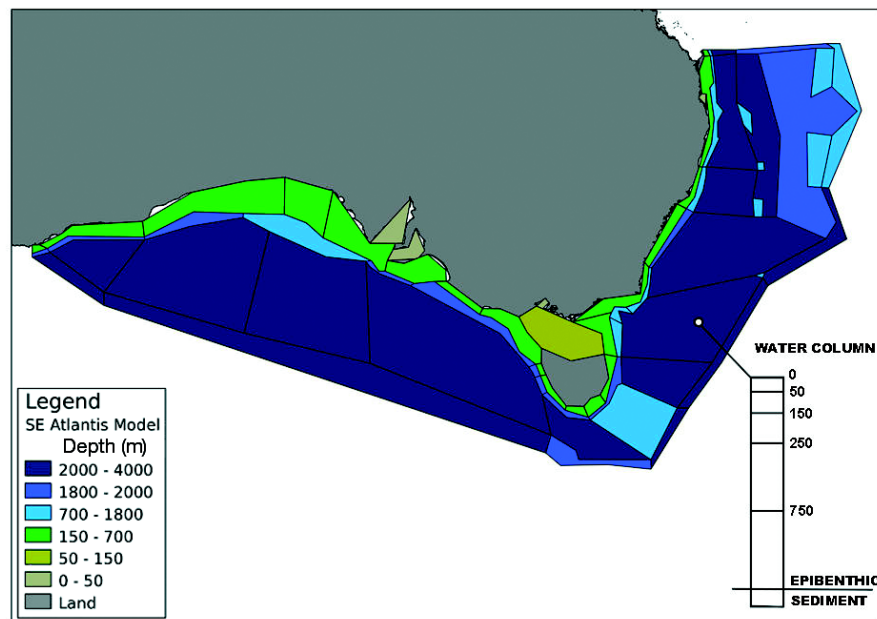 WATER COLUMN
0
50
150
250
750
EPIBENTHIC
SEDIMENT
Legend
SE Atlantis Model
Depth (m)
2000 - 4000
1800 - 2000
700 - 1800
150 - 700
50 - 150
0 - 50
Land